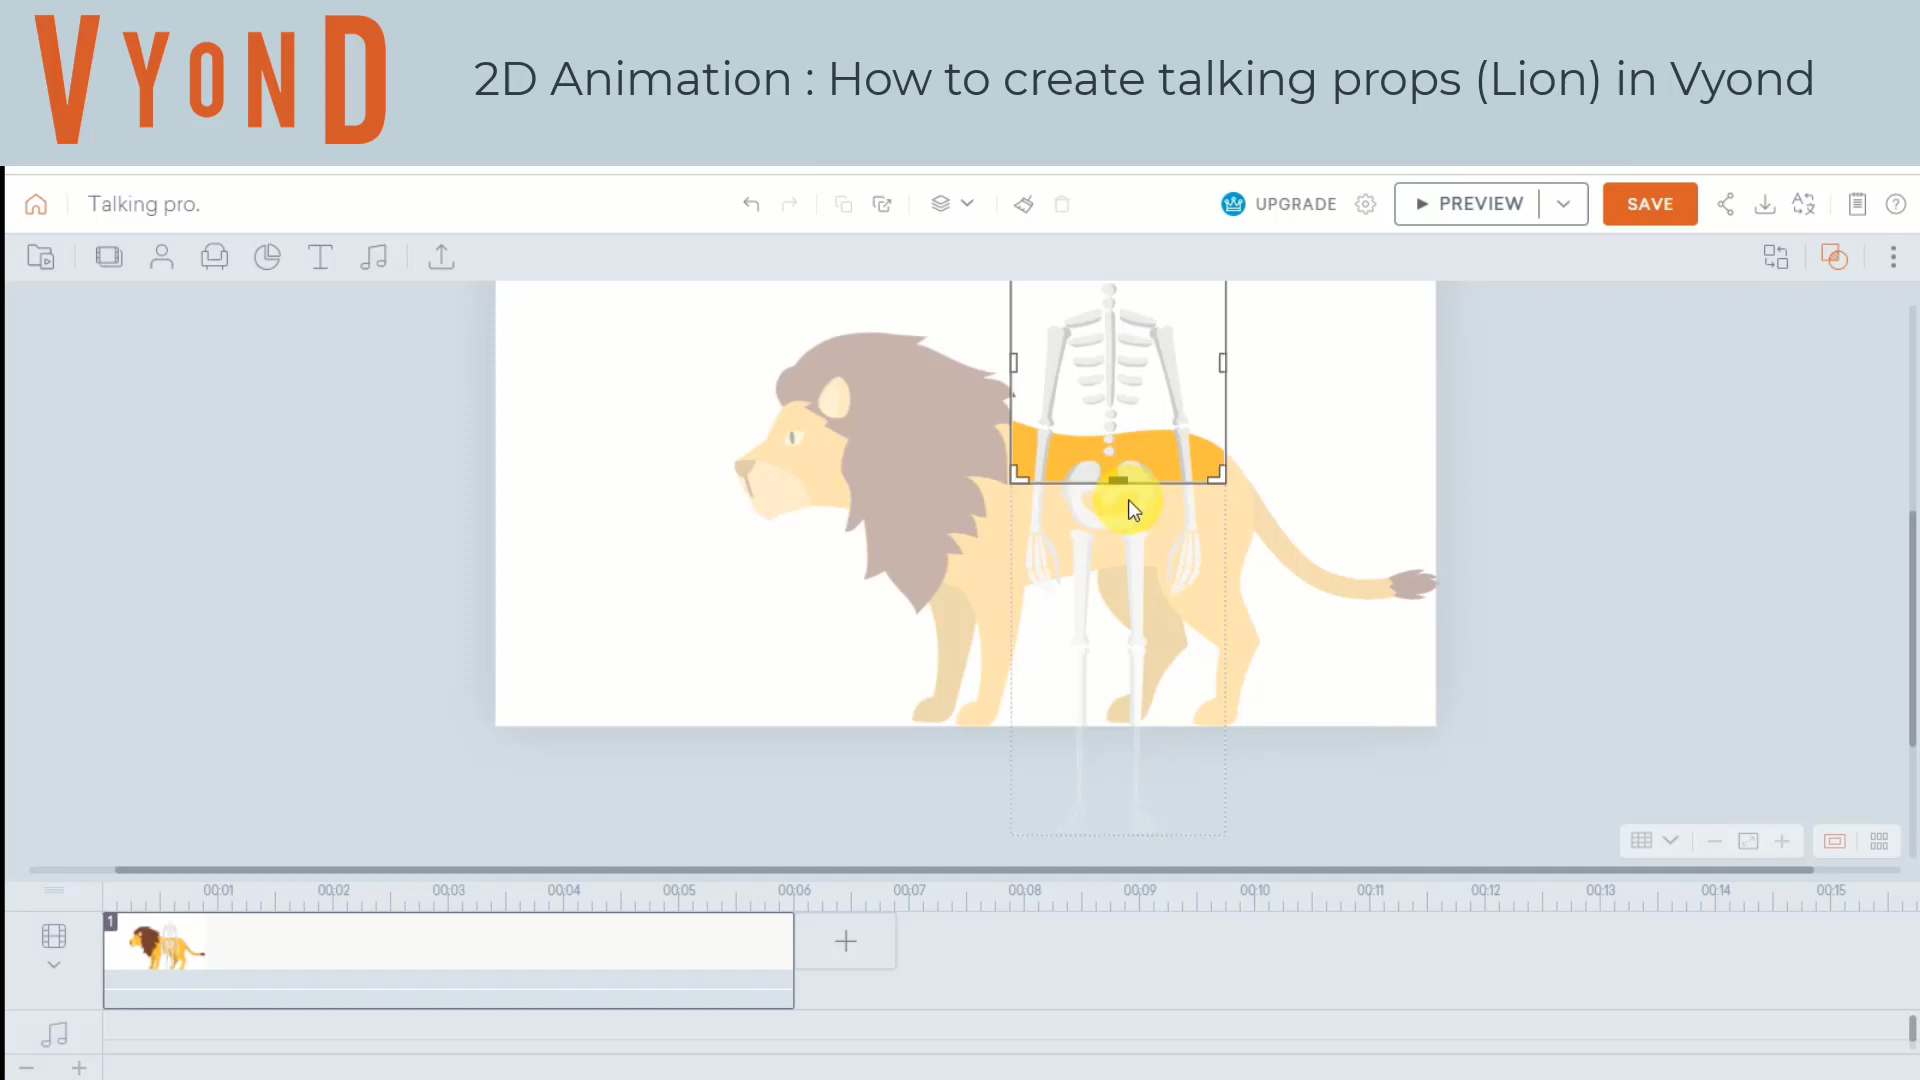 VYOND
2D Animation : How to create talking props (Lion) in Vyond
Talking pro.
UPGRADE
PREVIEW
SAVE
00:01 00:02 00:03 00:04 00:05 00:06 00:07 00:08 00:09 00:10 00:11 00:12 00:13 00:14 00:15
1